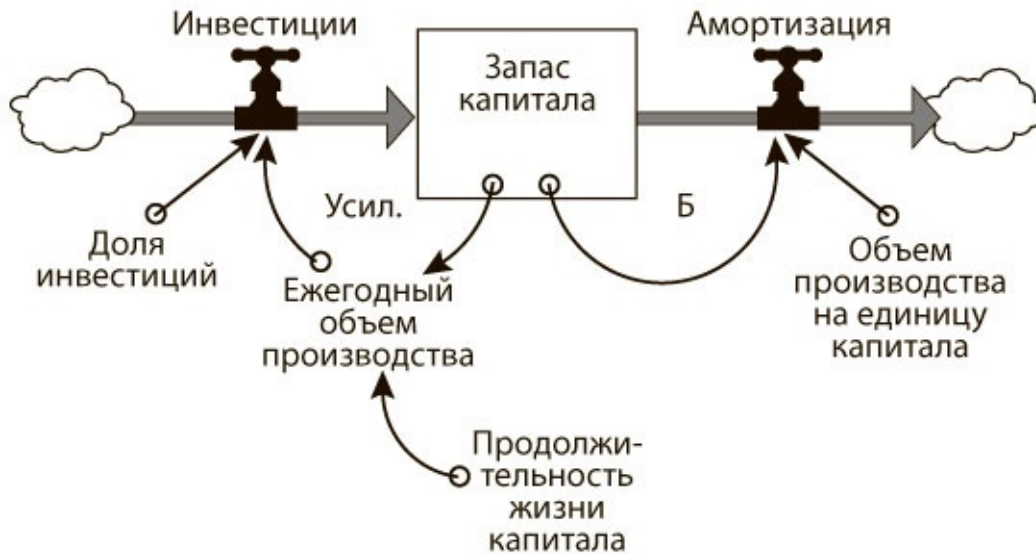 Инвестиции
Амортизация
Запас
капитала
Усил.
Б
Доля
инвестиций
Ежегодный
объем
производства
Объем
производства
на единицу
капитала
Продолжи-
тельность
жизни
капитала